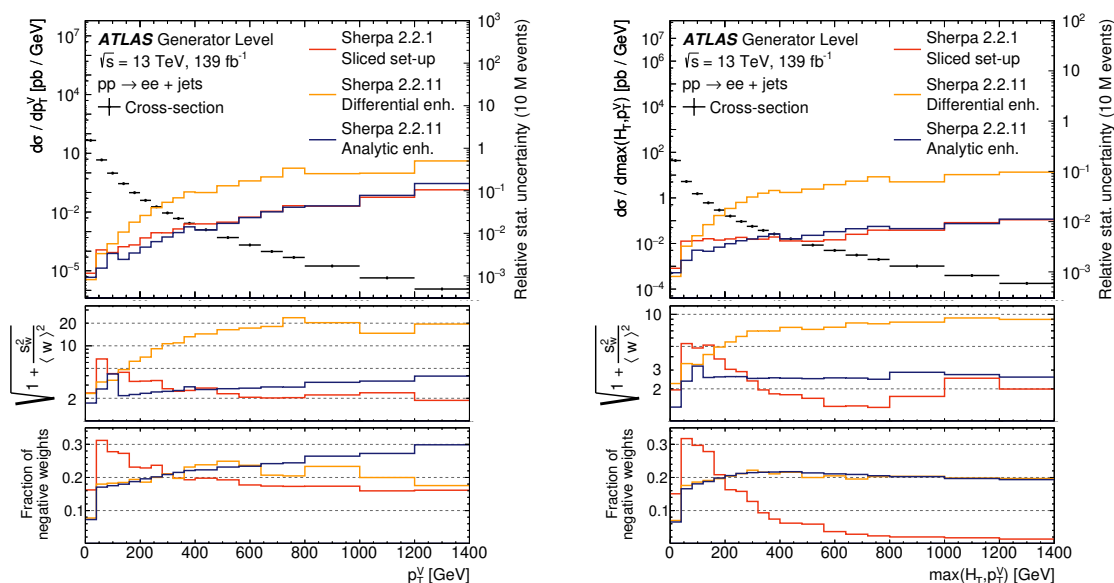 ATLAS Generator Level
√s = 13 TeV, 139 fb⁻¹
pp → ee + jets
Cross-section
Sherpa 2.2.1
Sliced set-up
Sherpa 2.2.11
Differential enh.
Sherpa 2.2.11
Analytic enh.
dσ / dp_T^V [pb / GeV]
10⁷
10⁴
10
10⁻²
10⁻⁵
Relative stat. uncertainty (10 M events)
10³
10²
10
1
10⁻¹
10⁻²
10⁻³
√(1 + s_w²/⟨w⟩²)
20
10
2
Fraction of
negative weights
0.3
0.2
0.1
0 200 400 600 800 1000 1200 1400
p_T^V [GeV]
ATLAS Generator Level
√s = 13 TeV, 139 fb⁻¹
pp → ee + jets
Cross-section
Sherpa 2.2.1
Sliced set-up
Sherpa 2.2.11
Differential enh.
Sherpa 2.2.11
Analytic enh.
dσ / dmax(H_T,p_T^V) [pb / GeV]
10⁷
10⁶
10⁴
10²
1
10⁻²
10⁻⁴
Relative stat. uncertainty (10 M events)
10²
10
1
10⁻¹
10⁻²
10⁻³
√(1 + s_w²/⟨w⟩²)
10
3
2
Fraction of
negative weights
0.3
0.2
0.1
0 200 400 600 800 1000 1200 1400
max(H_T,p_T^V) [GeV]